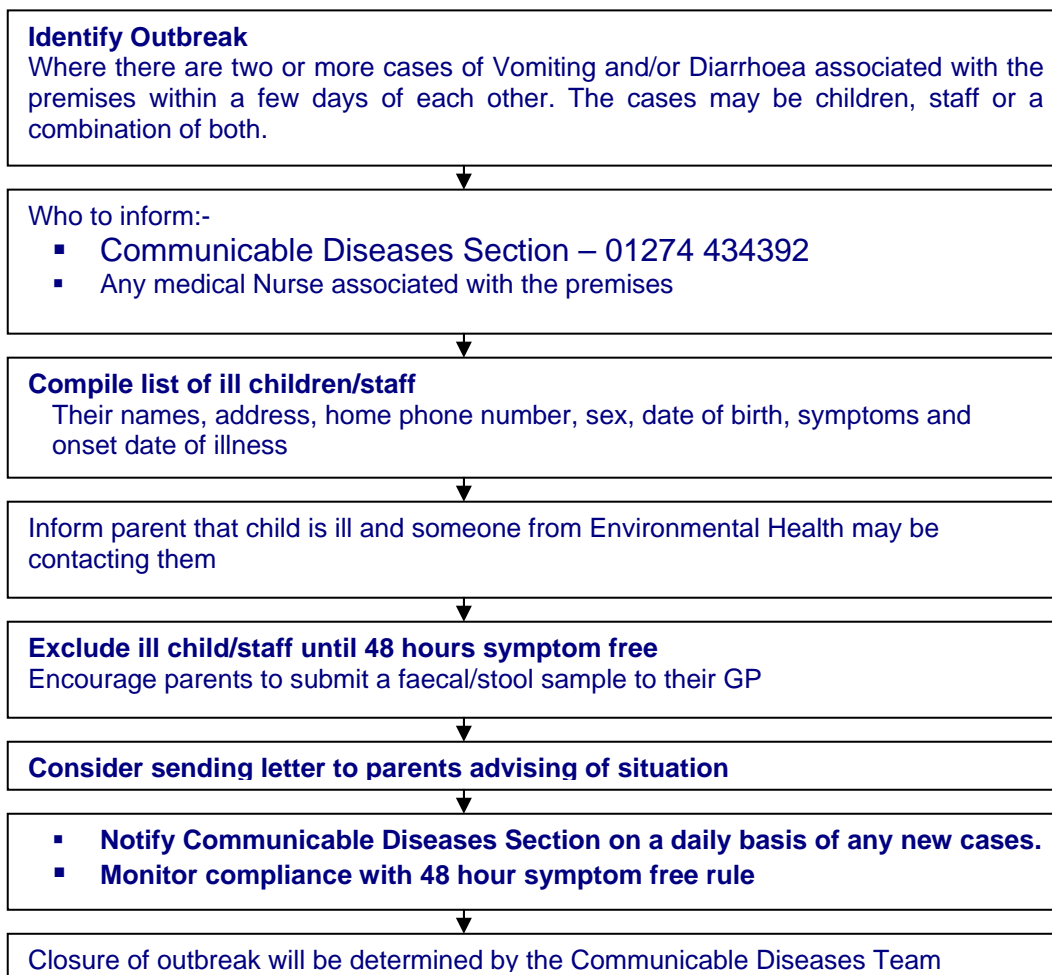 Identify Outbreak
Where there are two or more cases of Vomiting and/or Diarrhoea associated with the
premises within a few days of each other. The cases may be children, staff or a
combination of both.
Who to inform:-
▪ Communicable Diseases Section – 01274 434392
▪ Any medical Nurse associated with the premises
Compile list of ill children/staff
Their names, address, home phone number, sex, date of birth, symptoms and
onset date of illness
Inform parent that child is ill and someone from Environmental Health may be
contacting them
Exclude ill child/staff until 48 hours symptom free
Encourage parents to submit a faecal/stool sample to their GP
Consider sending letter to parents advising of situation
▪ Notify Communicable Diseases Section on a daily basis of any new cases.
▪ Monitor compliance with 48 hour symptom free rule
Closure of outbreak will be determined by the Communicable Diseases Team